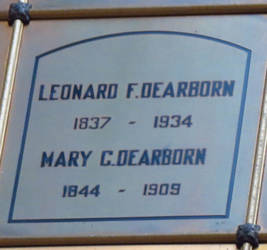 LEONARD F. DEARBORN
1837 - 1934
MARY C. DEARBORN
1844 - 1909